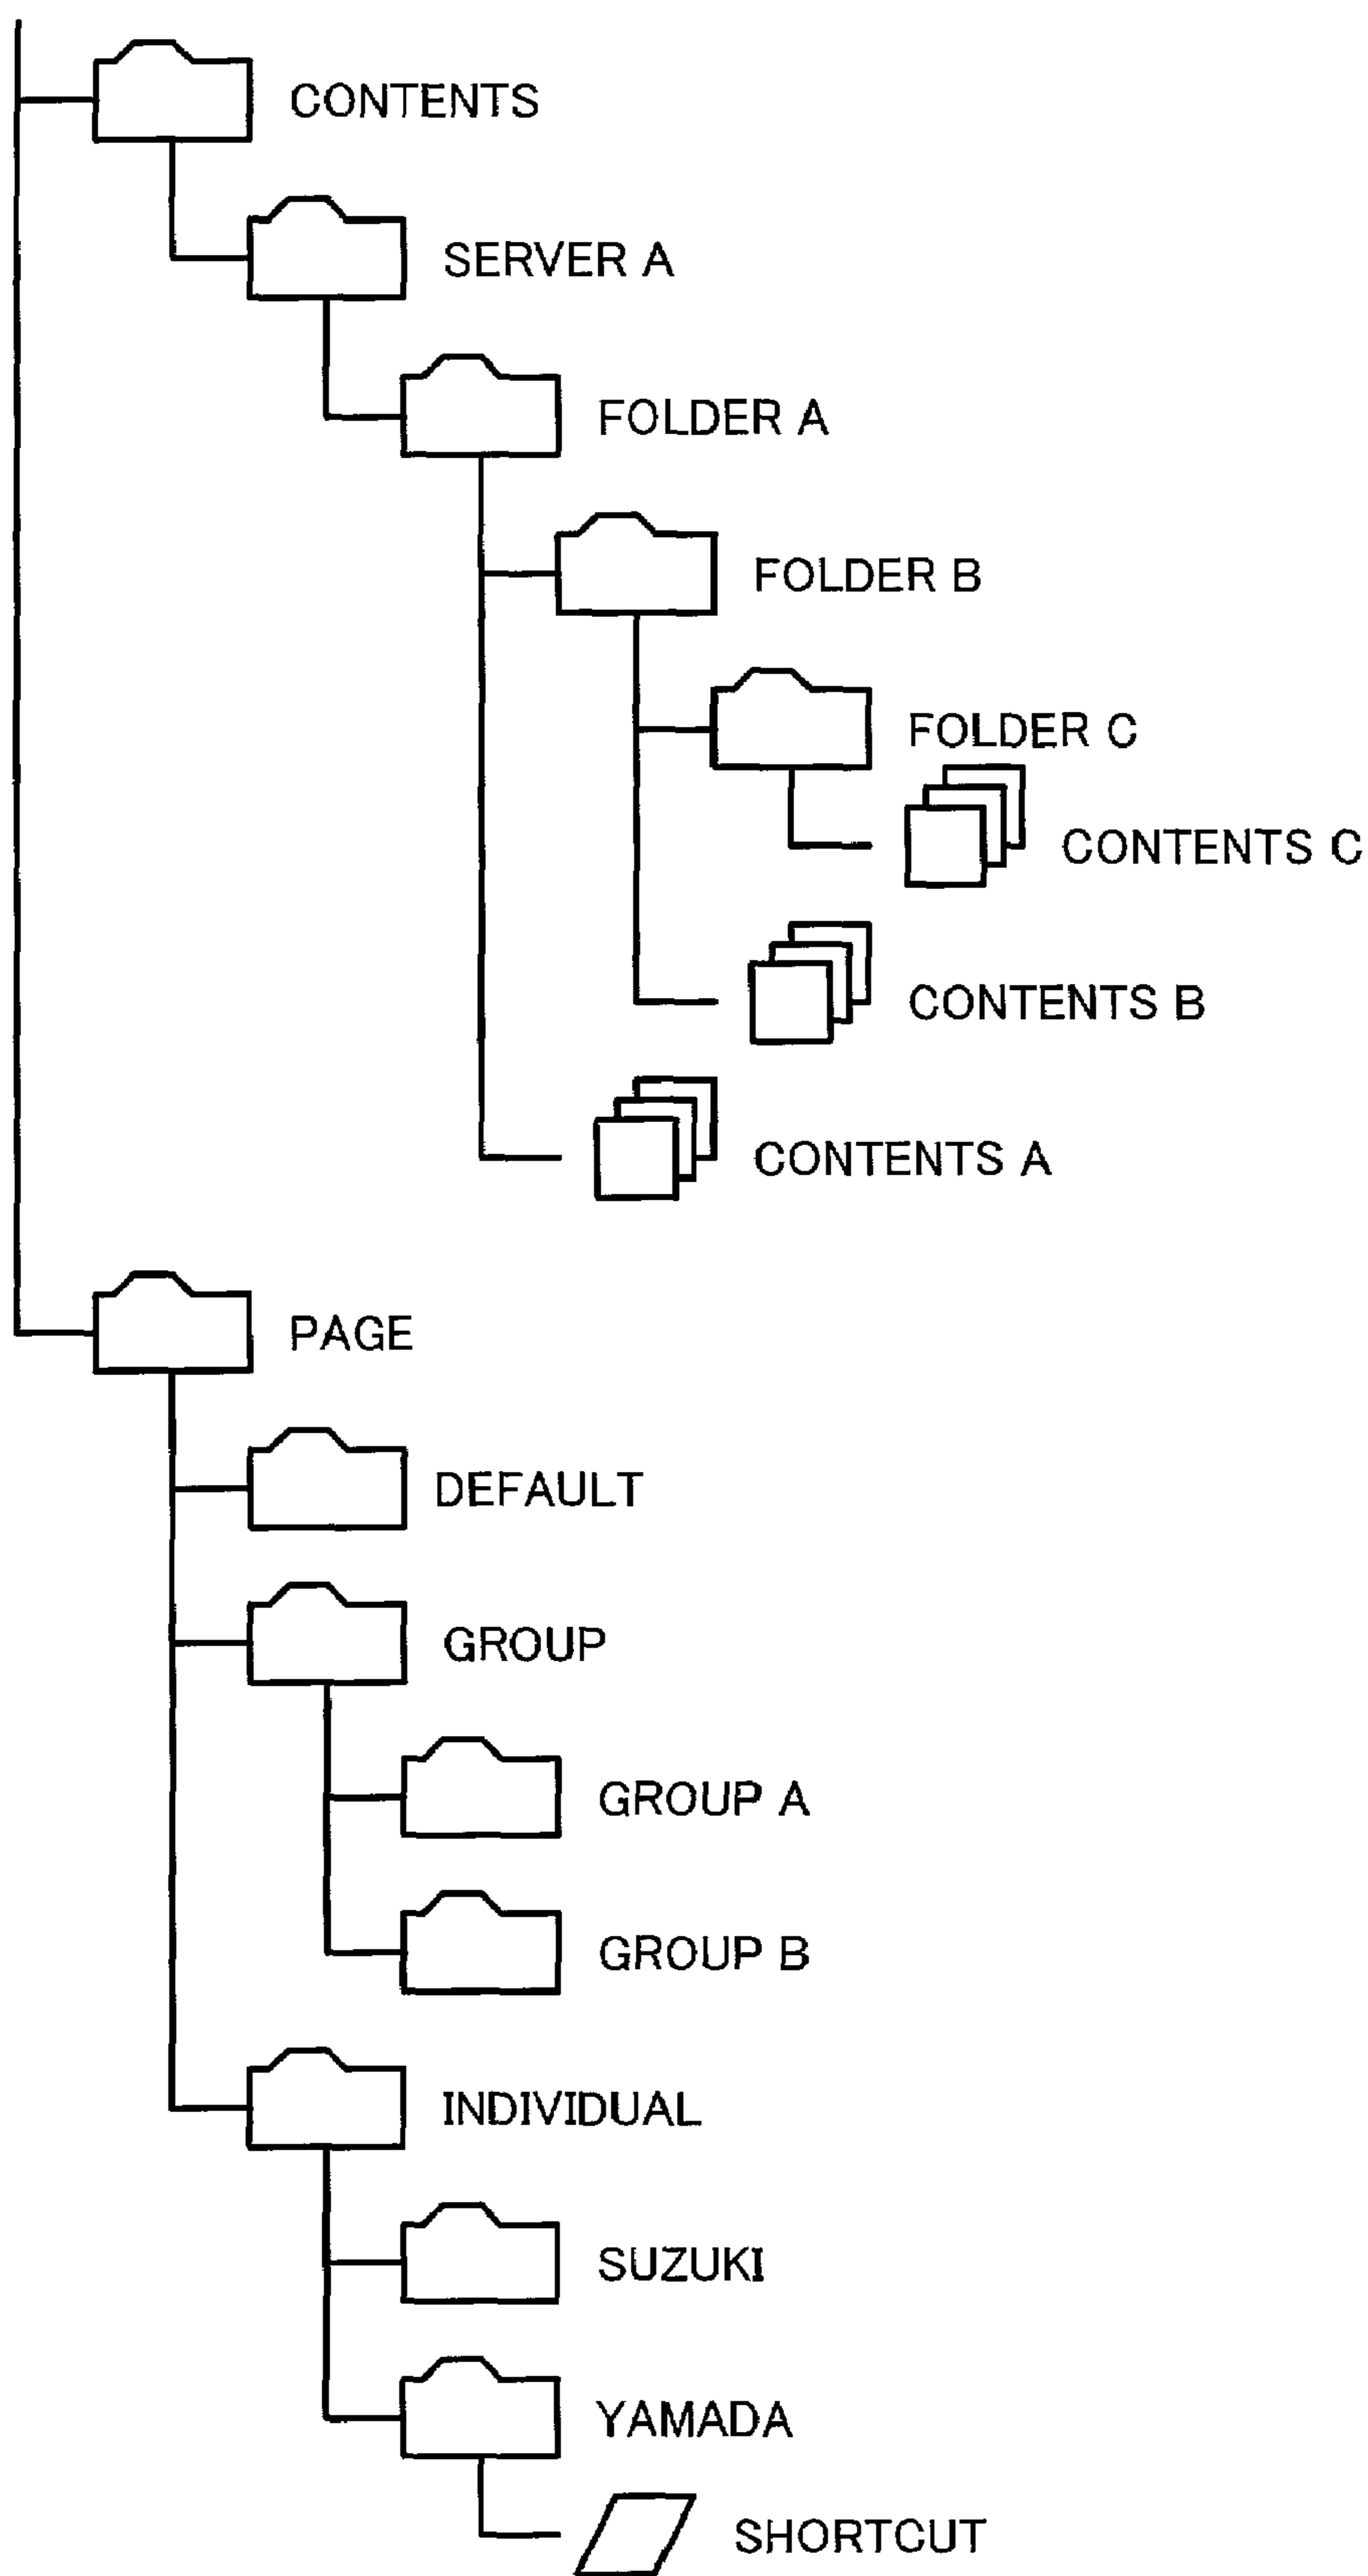 CONTENTS
SERVER A
FOLDER A
FOLDER B
FOLDER C
CONTENTS C
CONTENTS B
CONTENTS A
PAGE
DEFAULT
GROUP
GROUP A
GROUP B
INDIVIDUAL
SUZUKI
YAMADA
SHORTCUT